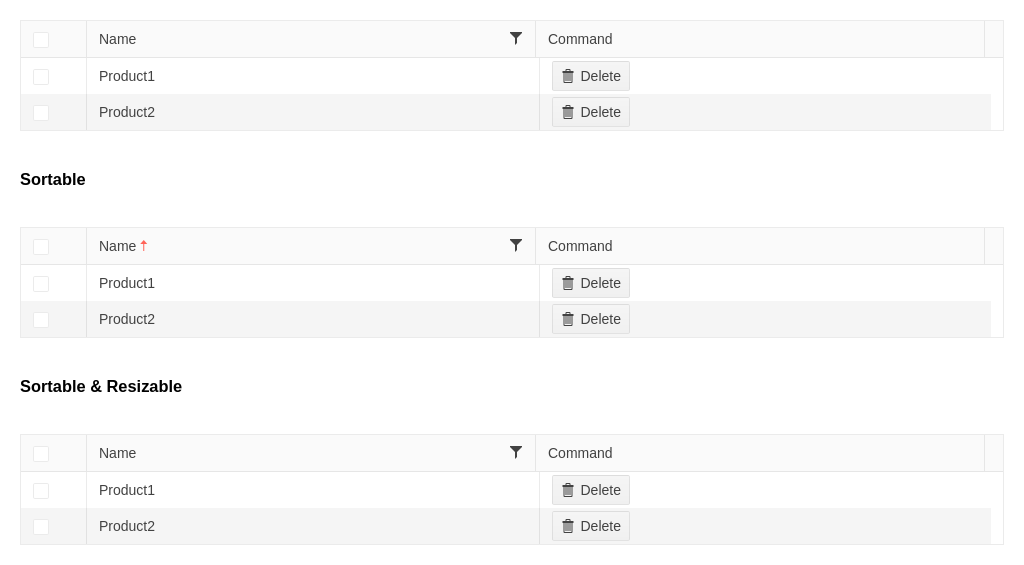 Name Command
Product1 Delete
Product2 Delete
Sortable
Name Command
Product1 Delete
Product2 Delete
Sortable & Resizable
Name Command
Product1 Delete
Product2 Delete